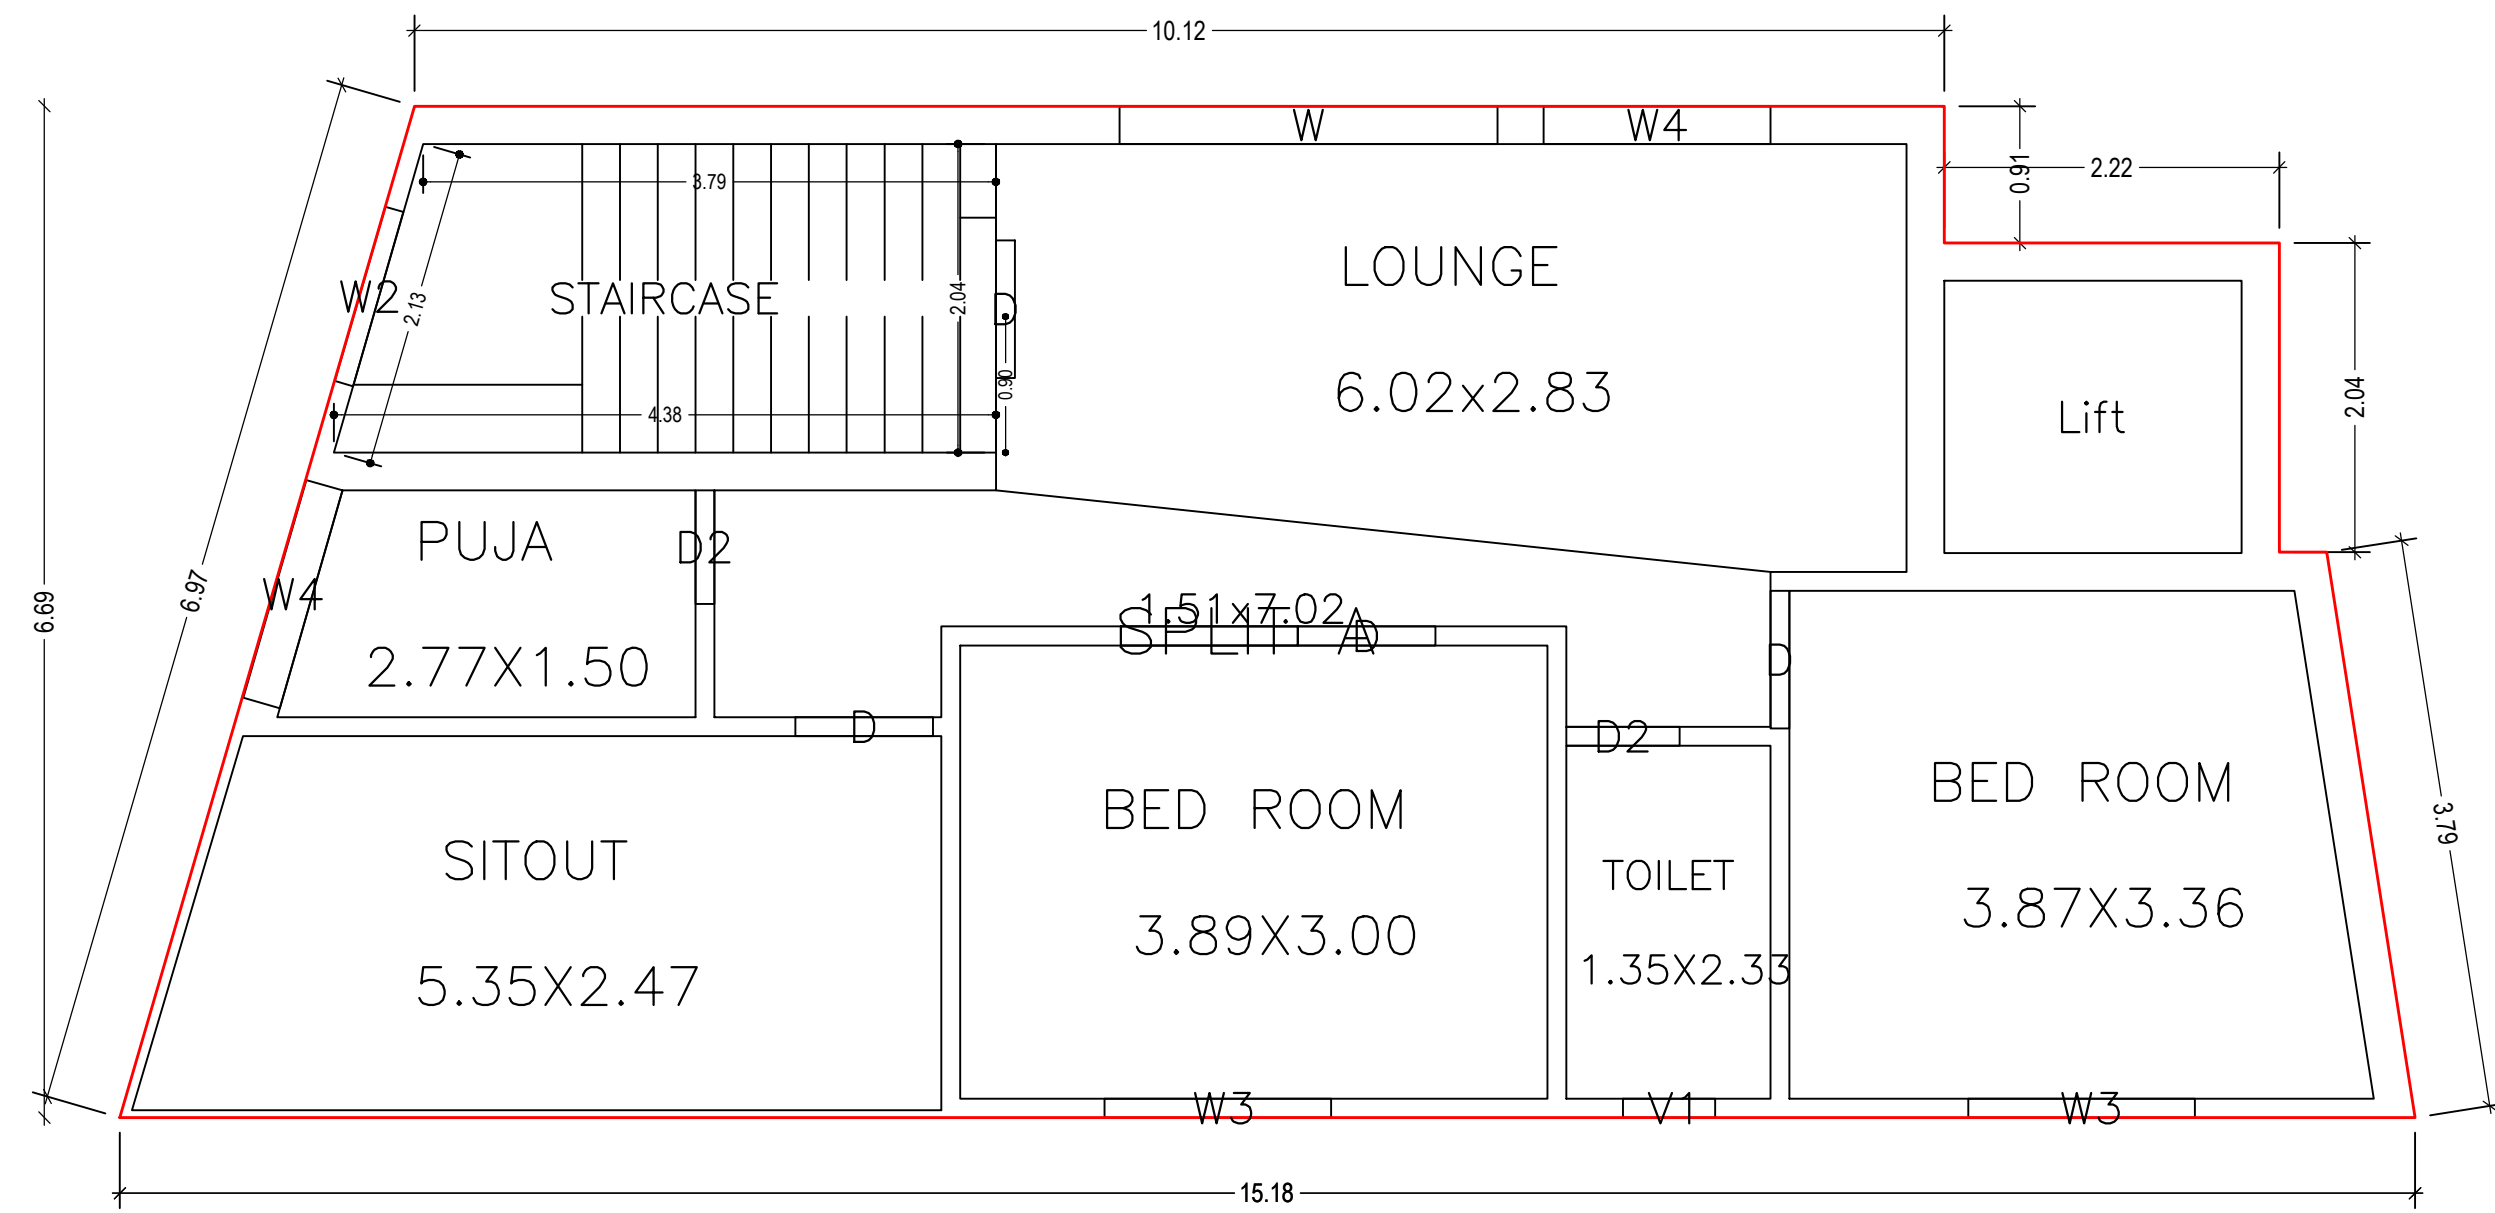 10.12
W
W4
0.91
2.22
3.79
LOUNGE
STAIRCASE
W2
2.13
2.04
D
6.02x2.83
0.90
4.38
Lift
2.04
PUJA
D2
W4
6.97
6.69
1.51x7.02
SPLIT A
D
2.77X1.50
D
D
D2
BED ROOM
BED ROOM
3.79
SITOUT
TOILET
3.87X3.36
3.89X3.00
5.35X2.47
1.35X2.33
W3
V1
W3
15.18